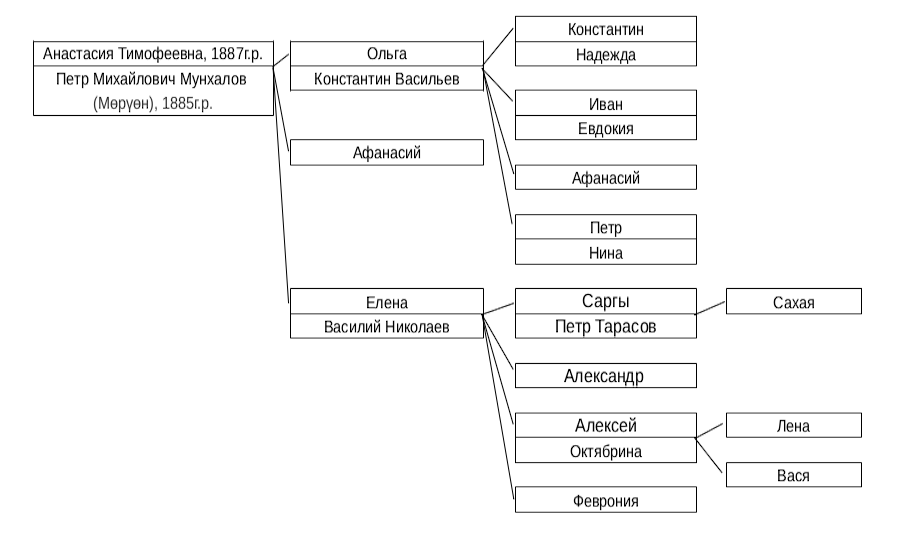 Анастасия Тимофеевна, 1887г.р.
Петр Михайлович Мунхалов
(Мөрүөн), 1885г.р.
Ольга
Константин Васильев
Афанасий
Елена
Василий Николаев
Константин
Надежда
Иван
Евдокия
Афанасий
Петр
Нина
Саргы
Петр Тарасов
Александр
Алексей
Октябрина
Феврония
Сахая
Лена
Вася